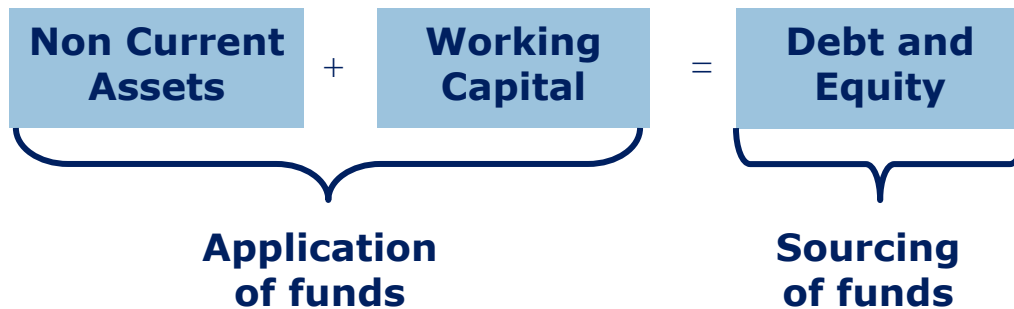 Non Current + Working = Debt and
Assets Capital Equity
Application Sourcing
of funds of funds